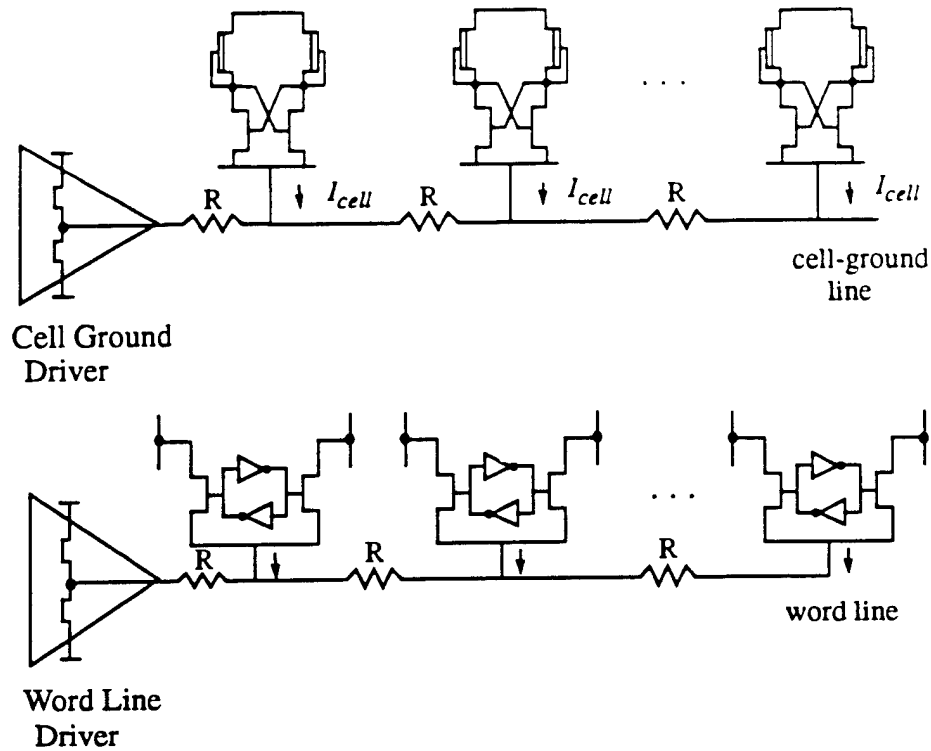 . . .
R
I_cell
R
I_cell
R
I_cell
cell-ground
line
Cell Ground
Driver
. . .
R
R
R
word line
Word Line
Driver